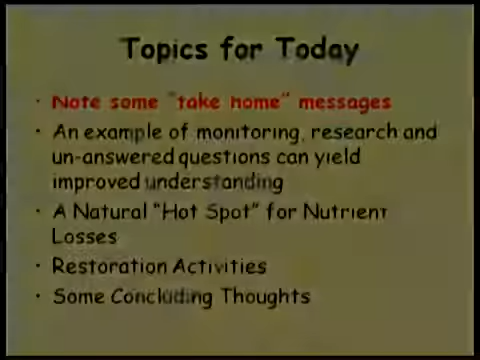 Topics for Today
· Note some "take home" messages
· An example of monitoring, research and
un-answered questions can yield
improved understanding
· A Natural "Hot Spot" for Nutrient
Losses
· Restoration Activities
· Some Concluding Thoughts